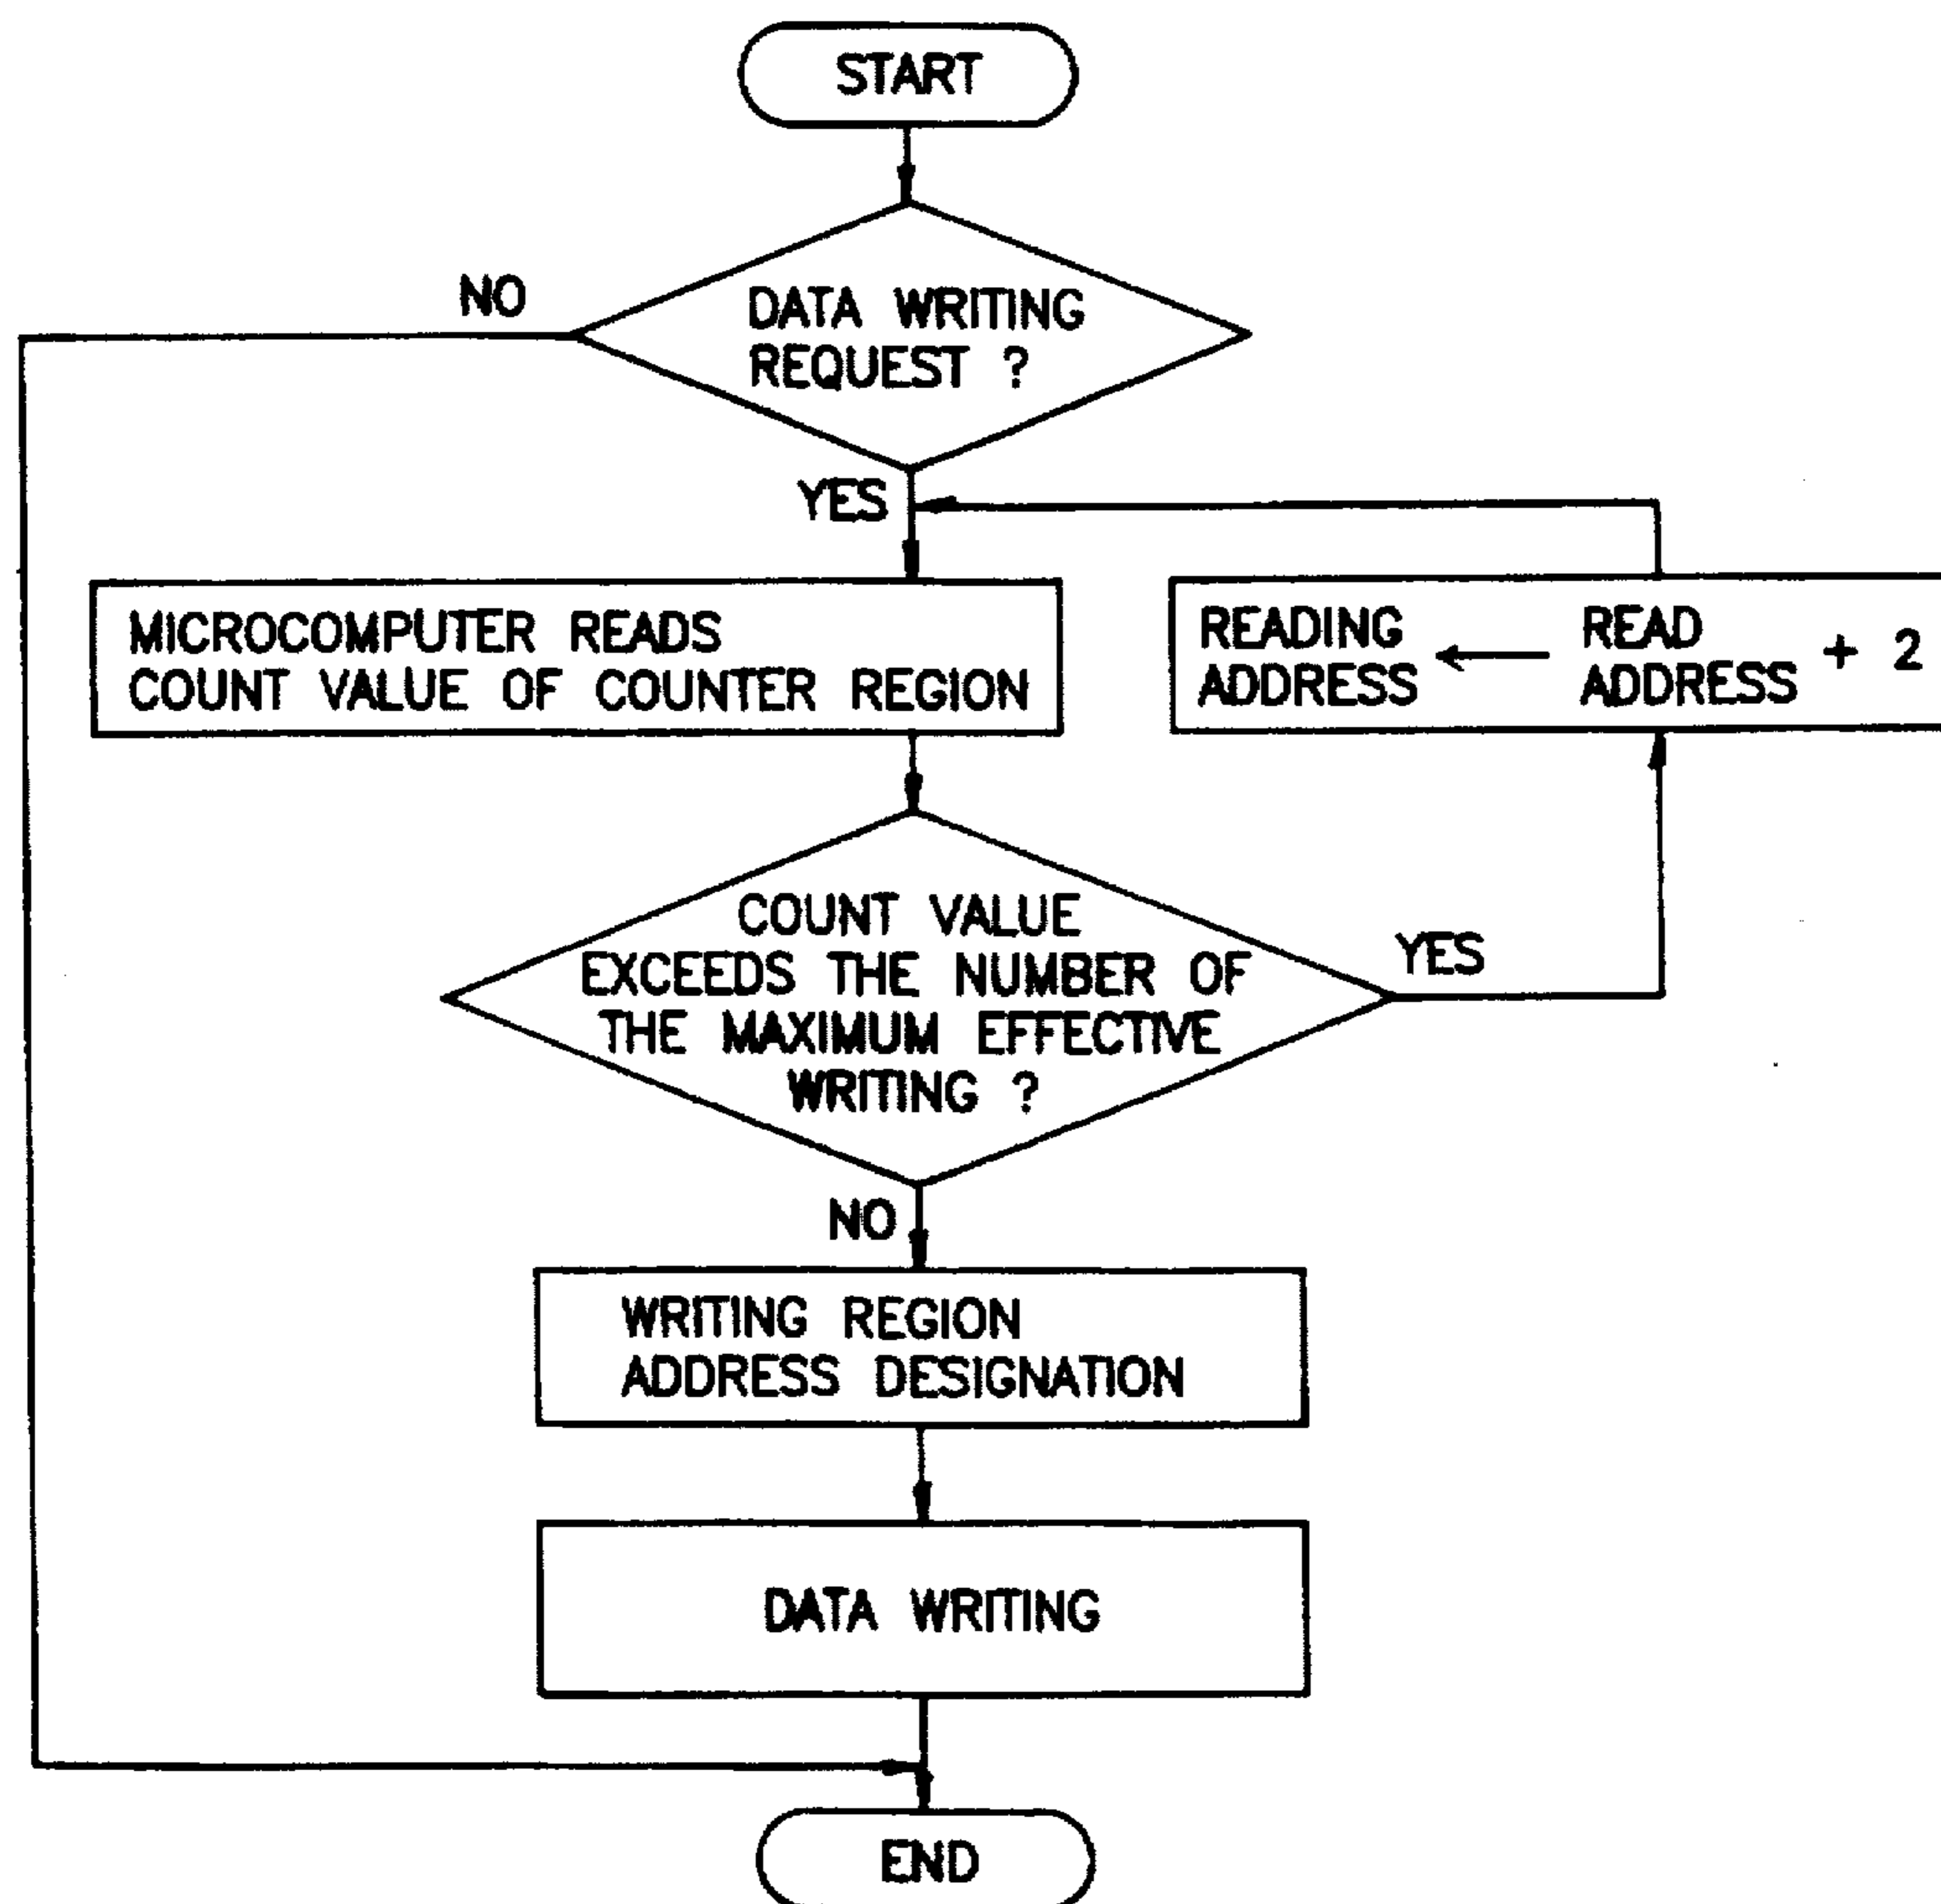 START
NO
DATA WRITING
REQUEST ?
YES
MICROCOMPUTER READS
COUNT VALUE OF COUNTER REGION
READING
ADDRESS ← READ
ADDRESS + 2
COUNT VALUE
EXCEEDS THE NUMBER OF
THE MAXIMUM EFFECTIVE
WRITING ?
YES
NO
WRITING REGION
ADDRESS DESIGNATION
DATA WRITING
END